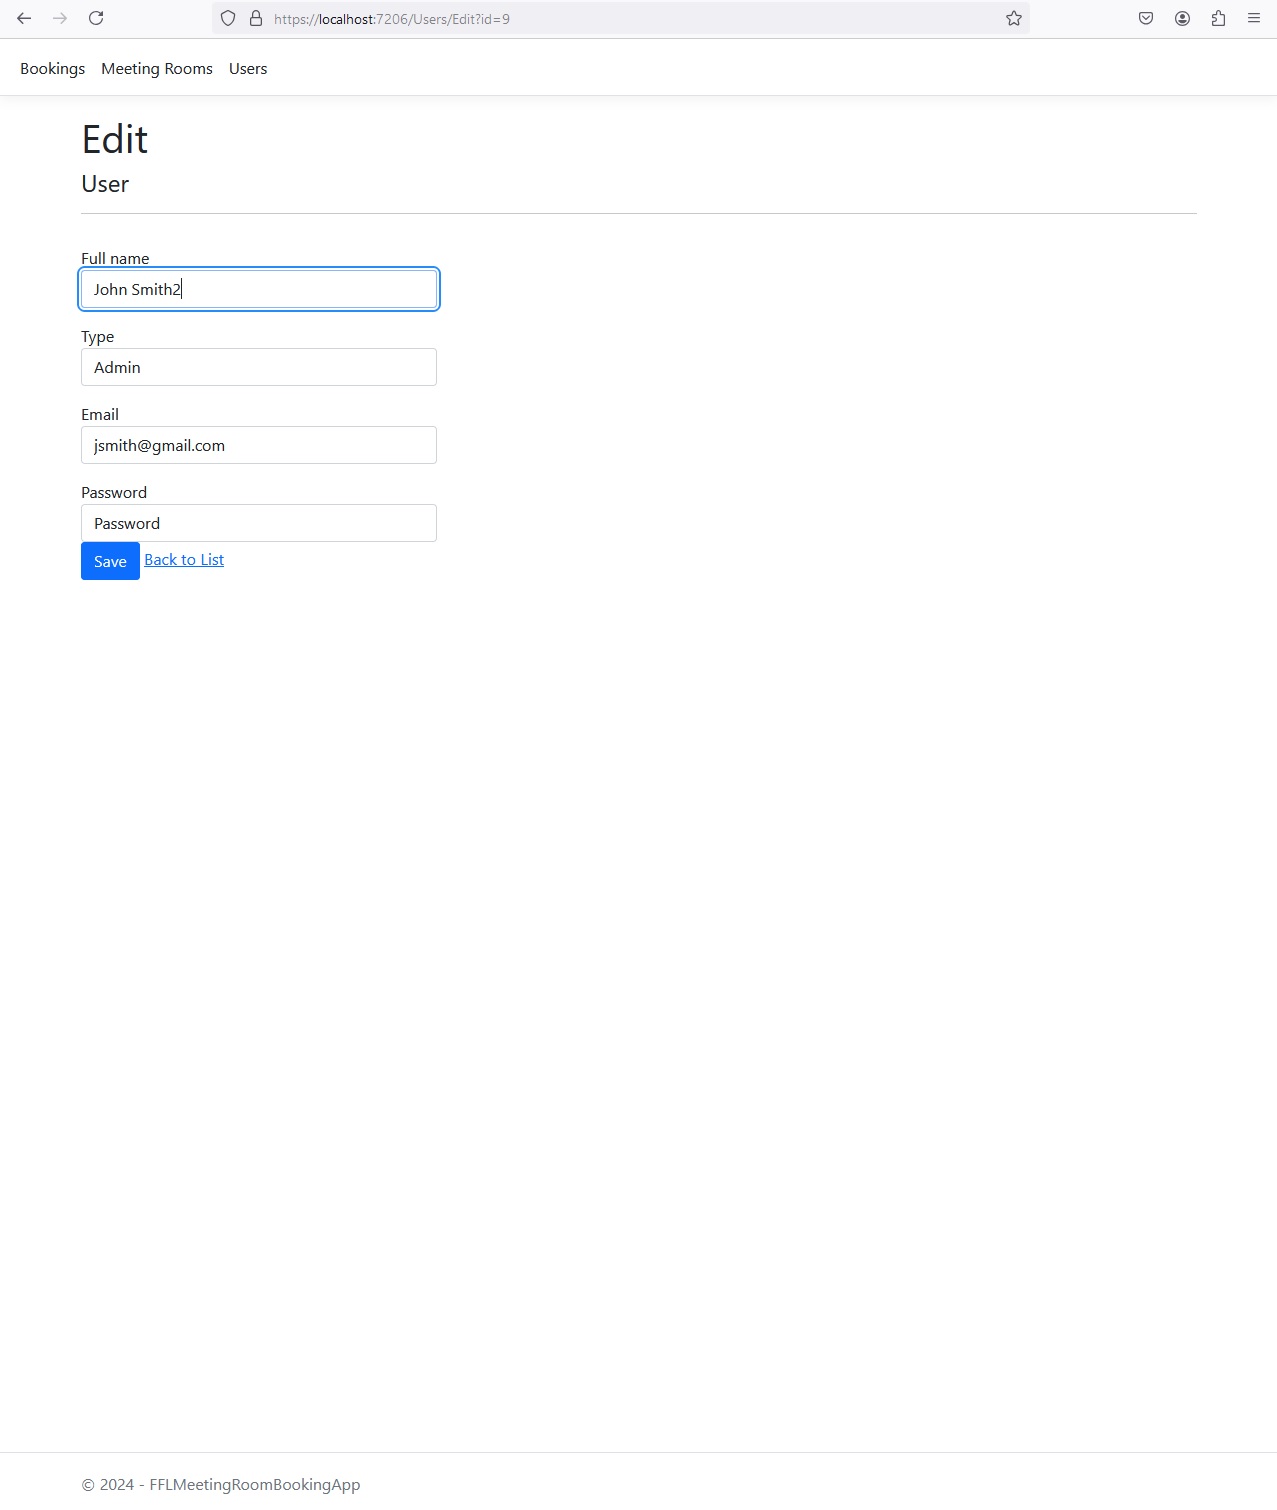 https://localhost:7206/Users/Edit?id=9
Bookings Meeting Rooms Users
Edit
User
Full name
John Smith2
Type
Admin
Email
jsmith@gmail.com
Password
Password
Save Back to List
© 2024 - FFLMeetingRoomBookingApp